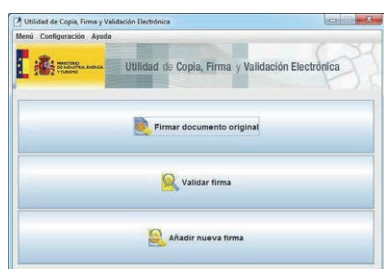 Utilidad de Copia, Firma y Validación Electrónica
Menú Configuración Ayuda
MINISTERIO
DE INDUSTRIA, ENERGÍA
Y TURISMO
Utilidad de Copia, Firma y Validación Electrónica
Firmar documento original
Validar firma
Añadir nueva firma